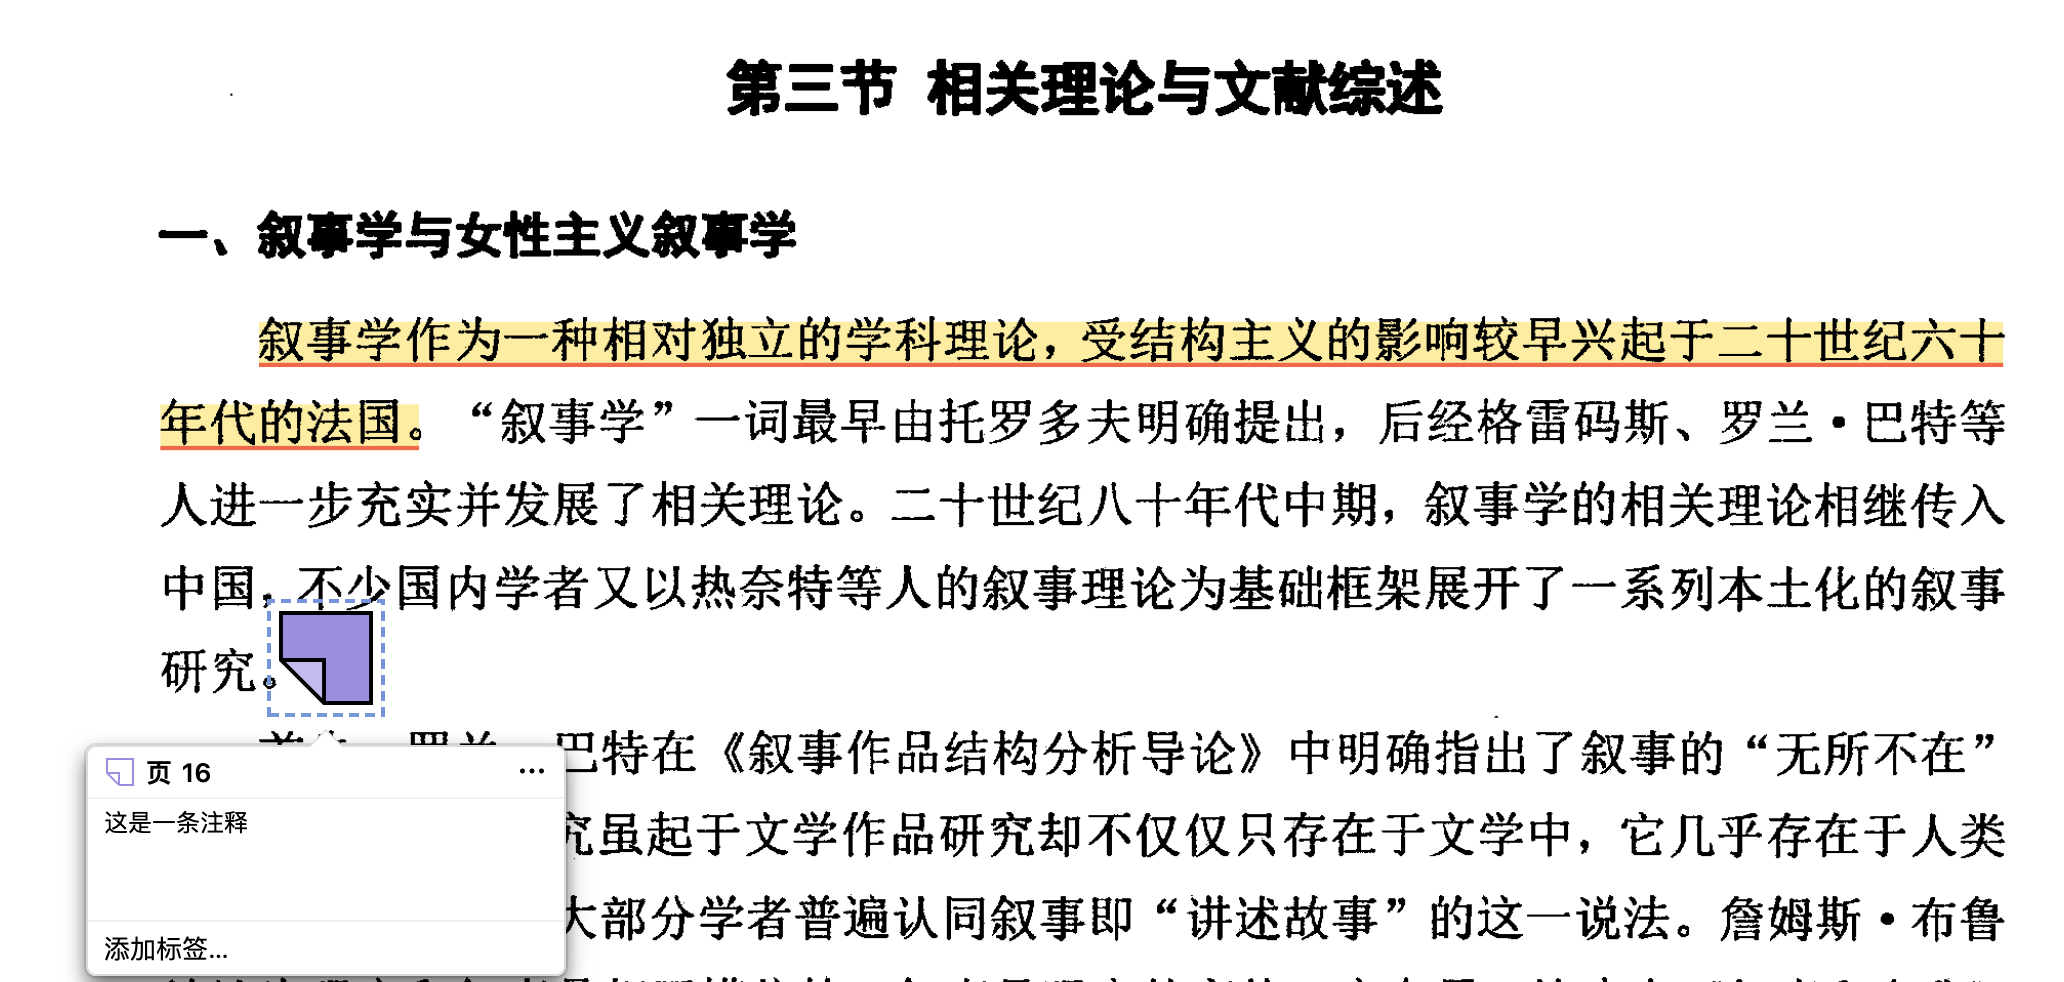 第三节 相关理论与文献综述
一、叙事学与女性主义叙事学
叙事学作为一种相对独立的学科理论，受结构主义的影响较早兴起于二十世纪六十
年代的法国。“叙事学”一词最早由托罗多夫明确提出，后经格雷码斯、罗兰·巴特等
人进一步充实并发展了相关理论。二十世纪八十年代中期，叙事学的相关理论相继传入
中国，不少国内学者又以热奈特等人的叙事理论为基础框架展开了一系列本土化的叙事
研究。
巴特在《叙事作品结构分析导论》中明确指出了叙事的“无所不在”
究虽起于文学作品研究却不仅仅只存在于文学中，它几乎存在于人类
大部分学者普遍认同叙事即“讲述故事”的这一说法。詹姆斯·布鲁
页 16
这是一条注释
添加标签...